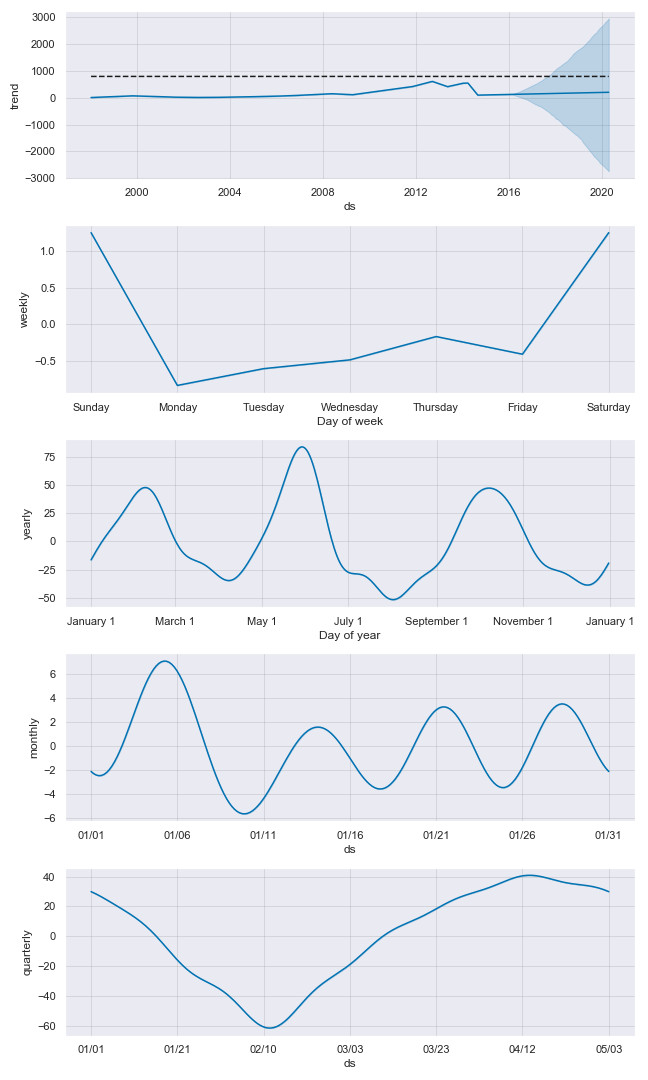 3000
2000
1000
0
−1000
−2000
−3000
trend
2000 2004 2008 2012 2016 2020
ds
1.0
0.5
0.0
−0.5
weekly
Sunday Monday Tuesday Wednesday Thursday Friday Saturday
Day of week
75
50
25
0
−25
−50
yearly
January 1 March 1 May 1 July 1 September 1 November 1 January 1
Day of year
6
4
2
0
−2
−4
−6
monthly
01/01 01/06 01/11 01/16 01/21 01/26 01/31
ds
40
20
0
−20
−40
−60
quarterly
01/01 01/21 02/10 03/03 03/23 04/12 05/03
ds